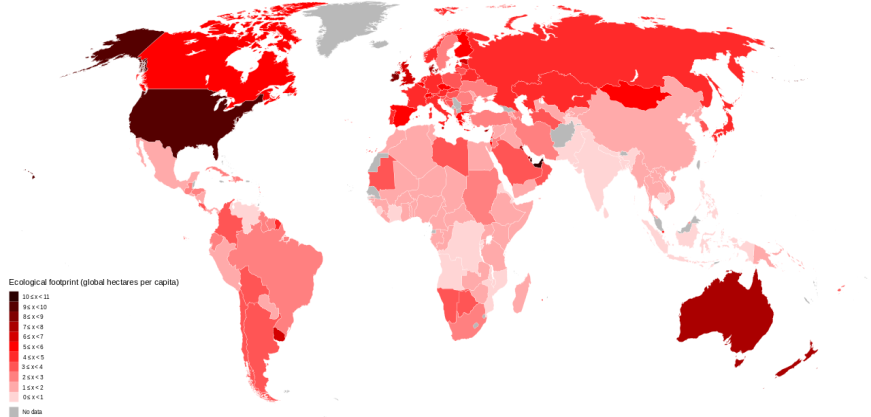 Ecological footprint (global hectares per capita)
10 ≤ x < 11
9 ≤ x < 10
8 ≤ x < 9
7 ≤ x < 8
6 ≤ x < 7
5 ≤ x < 6
4 ≤ x < 5
3 ≤ x < 4
2 ≤ x < 3
1 ≤ x < 2
0 ≤ x < 1
No data